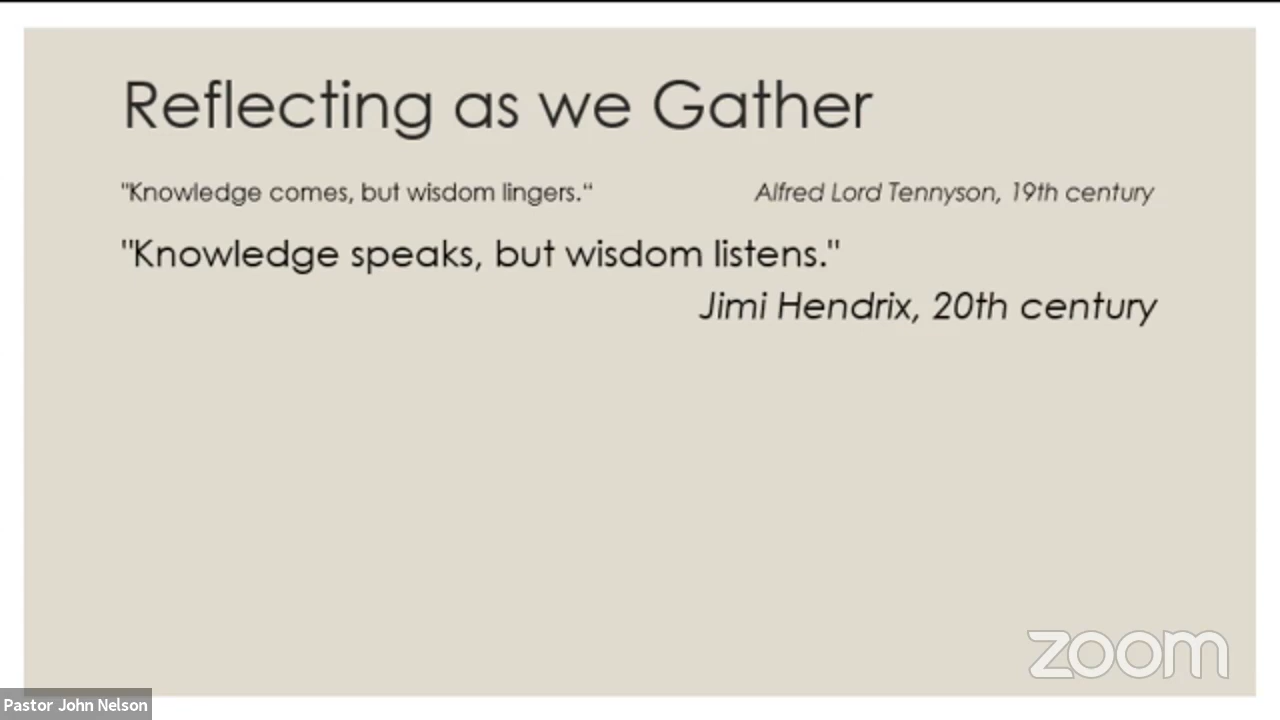 Reflecting as we Gather
"Knowledge comes, but wisdom lingers.“ Alfred Lord Tennyson, 19th century
"Knowledge speaks, but wisdom listens."
Jimi Hendrix, 20th century
zoom
Pastor John Nelson